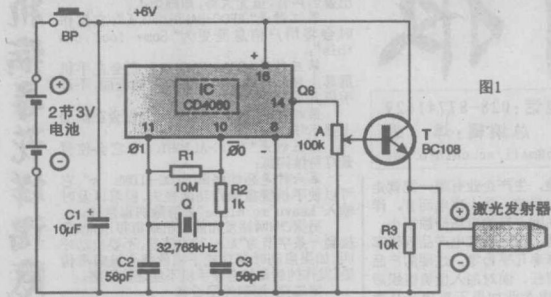 BP
+6V
+
16
IC
CD4060
Q8
14
图1
2节3V
电池
11
10
8
Ø1
Ø0
A
100k
T
BC108
R1
10M
R2
1k
Q
32,768kHz
C1
10µF
+
C2
56pF
C3
56pF
R3
10k
激光发射器